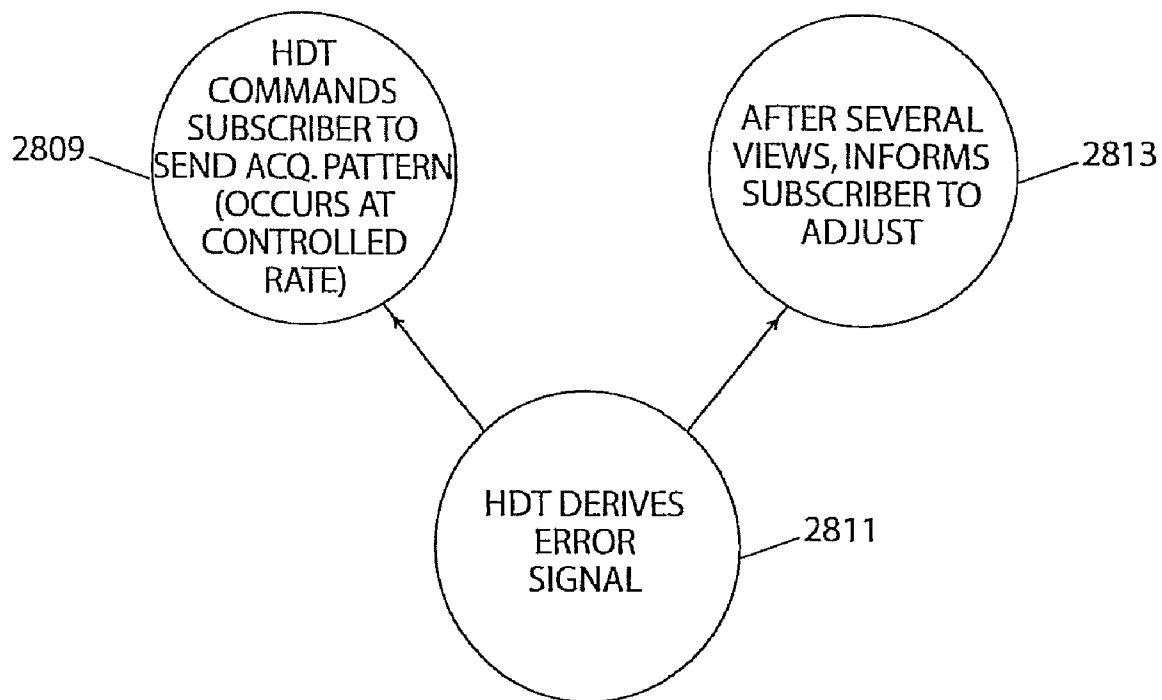 HDT
COMMANDS
SUBSCRIBER TO
SEND ACQ. PATTERN
(OCCURS AT
CONTROLLED
RATE)
2809
AFTER SEVERAL
VIEWS, INFORMS
SUBSCRIBER TO
ADJUST
2813
HDT DERIVES
ERROR
SIGNAL
2811